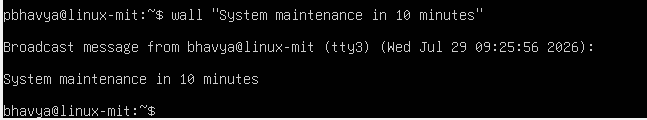 pbhavya@linux-mit:~$ wall "System maintenance in 10 minutes"
Broadcast message from bhavya@linux-mit (tty3) (Wed Jul 29 09:25:56 2026):
System maintenance in 10 minutes
bhavya@linux-mit:~$